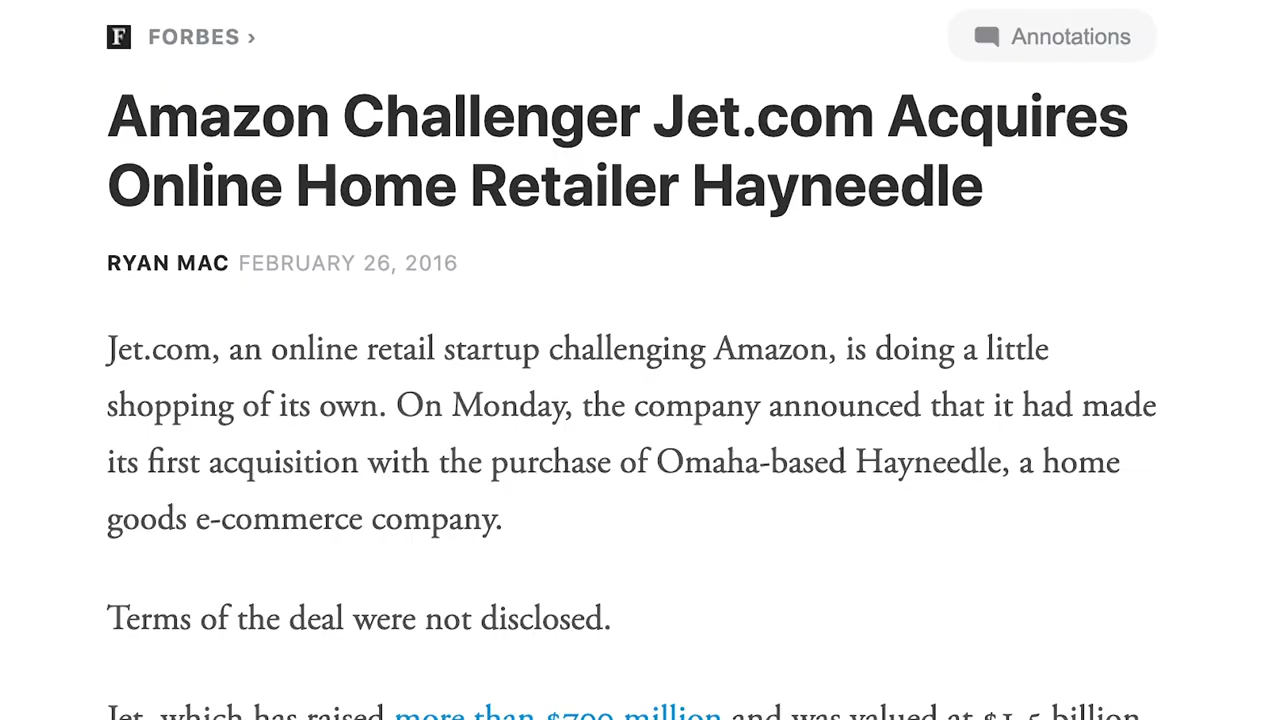 FORBES ›
Annotations
Amazon Challenger Jet.com Acquires
Online Home Retailer Hayneedle
RYAN MAC FEBRUARY 26, 2016
Jet.com, an online retail startup challenging Amazon, is doing a little
shopping of its own. On Monday, the company announced that it had made
its first acquisition with the purchase of Omaha-based Hayneedle, a home
goods e-commerce company.
Terms of the deal were not disclosed.
Jet, which has raised more than $700 million and was valued at $1.5 billion